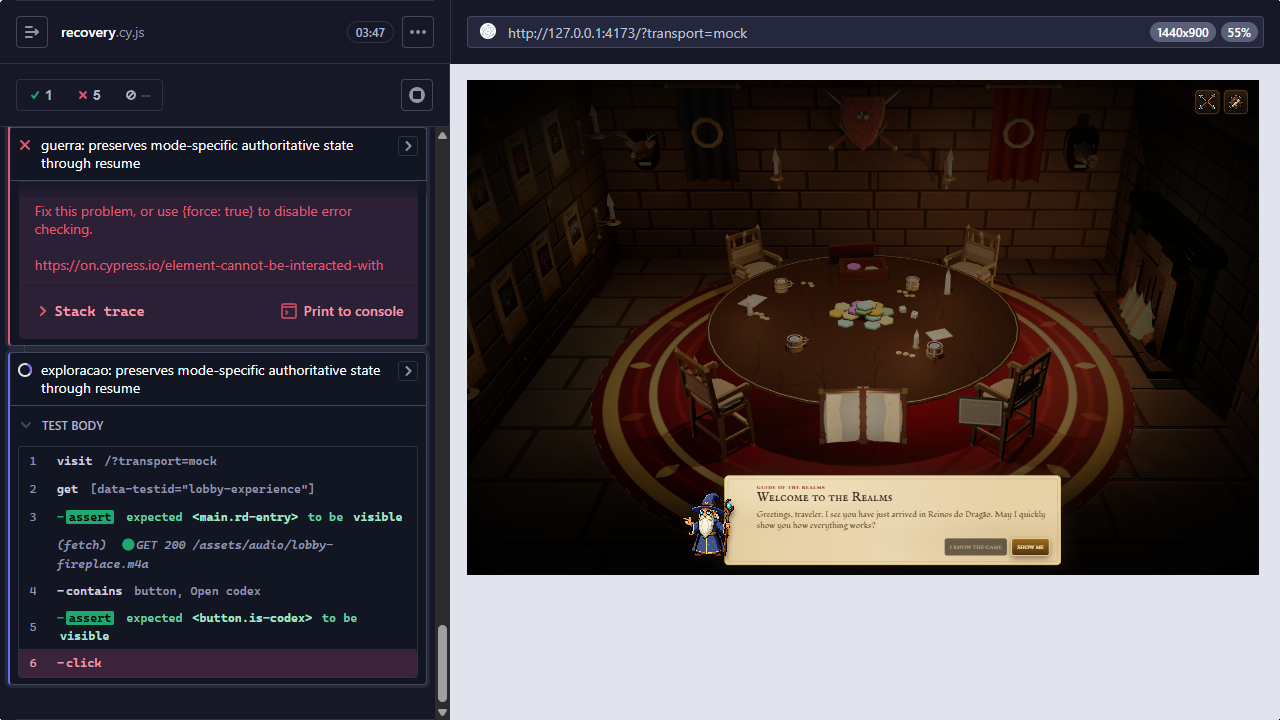 recovery.cy.js
03:47
http://127.0.0.1:4173/?transport=mock
1440x900
55%
1
5
--
guerra: preserves mode-specific authoritative state
through resume
Fix this problem, or use {force: true} to disable error
checking.
https://on.cypress.io/element-cannot-be-interacted-with
Stack trace
Print to console
exploracao: preserves mode-specific authoritative state
through resume
TEST BODY
1 visit /?transport=mock
2 get [data-testid="lobby-experience"]
3 -assert expected <main.rd-entry> to be visible
(fetch) GET 200 /assets/audio/lobby-
fireplace.m4a
4 -contains button, Open codex
5 -assert expected <button.is-codex> to be
visible
6 -click
GUIDE OF THE REALMS
Welcome to the Realms
Greetings, traveler. I see you have just arrived in Reinos do Dragão. May I quickly
show you how everything works?
I KNOW THE GAME
SHOW ME